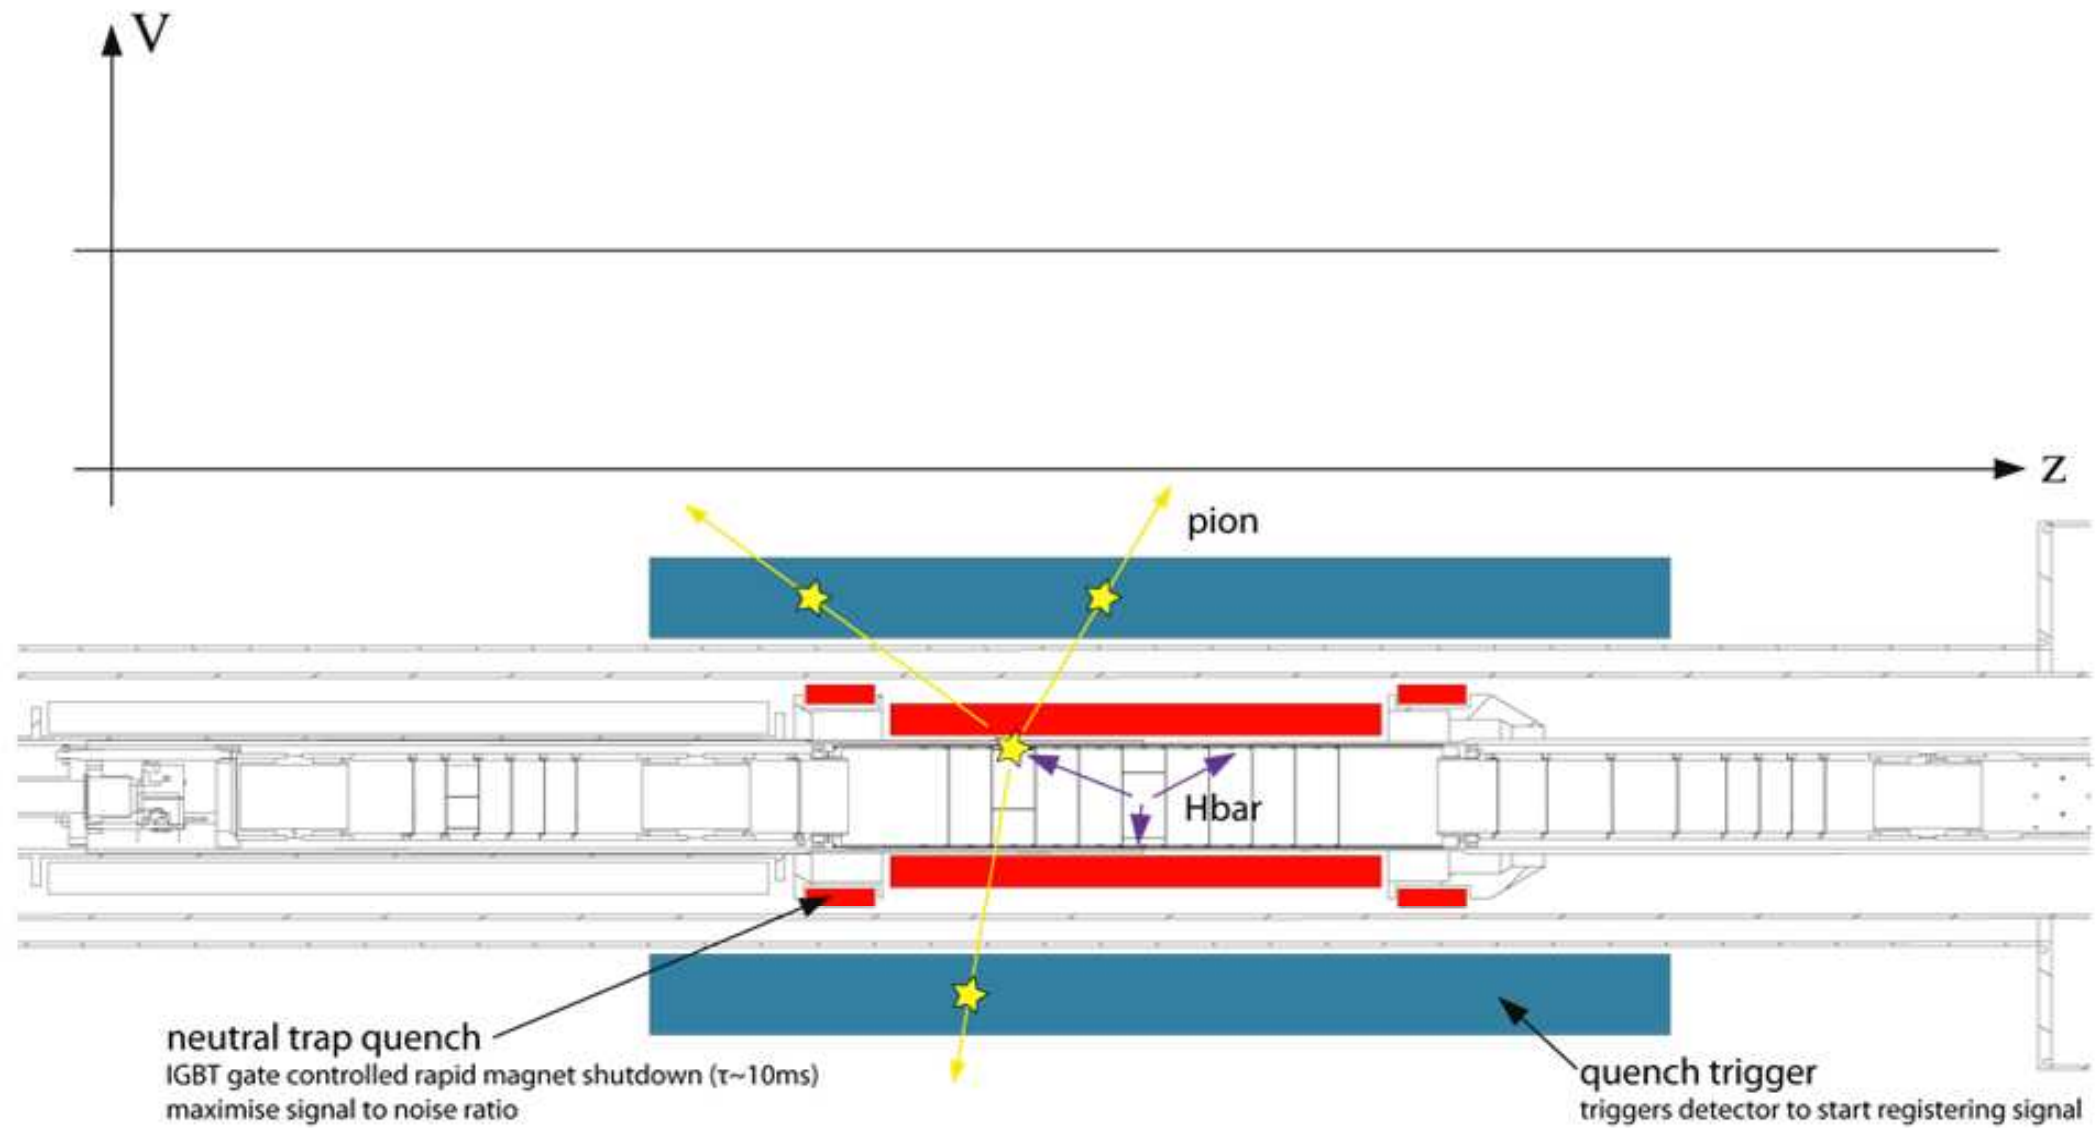 V
z
pion
Hbar
neutral trap quench
IGBT gate controlled rapid magnet shutdown (τ~10ms)
maximise signal to noise ratio
quench trigger
triggers detector to start registering signal